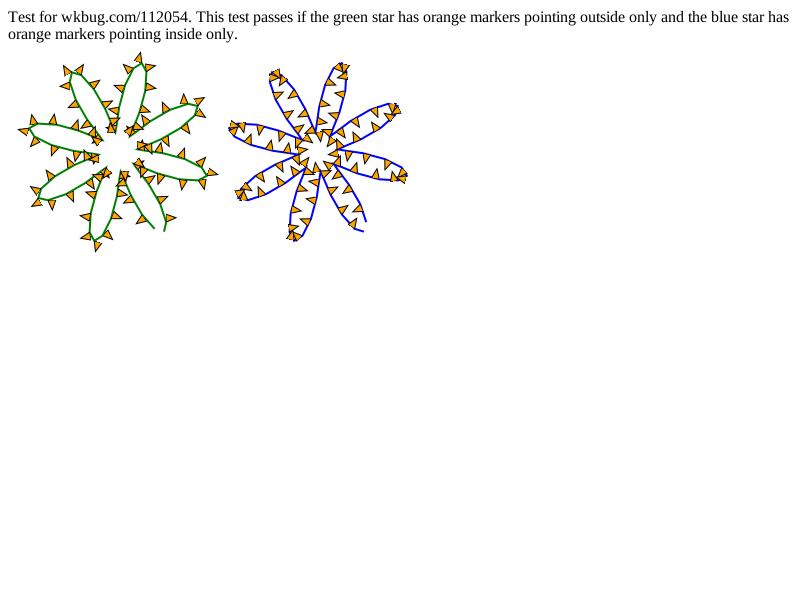 Test for wkbug.com/112054. This test passes if the green star has orange markers pointing outside only and the blue star has
orange markers pointing inside only.